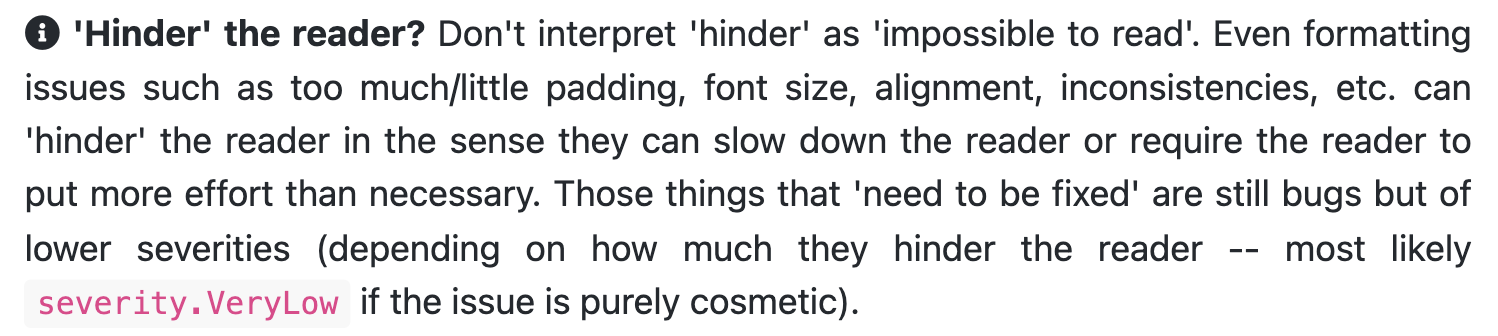 'Hinder' the reader? Don't interpret 'hinder' as 'impossible to read'. Even formatting
issues such as too much/little padding, font size, alignment, inconsistencies, etc. can
'hinder' the reader in the sense they can slow down the reader or require the reader to
put more effort than necessary. Those things that 'need to be fixed' are still bugs but of
lower severities (depending on how much they hinder the reader -- most likely
severity.VeryLow if the issue is purely cosmetic).